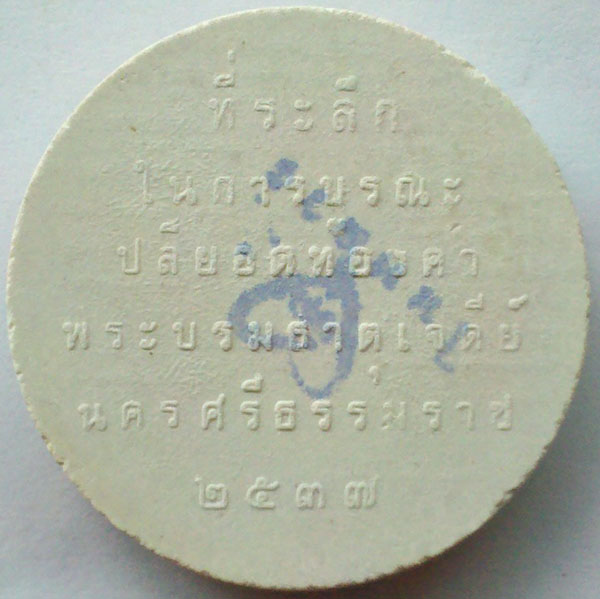 ที่ระลึก
ในการบูรณะ
ปลียอดทองคำ
พระบรมธาตุเจดีย์
นครศรีธรรมราช
๒๕๓๗